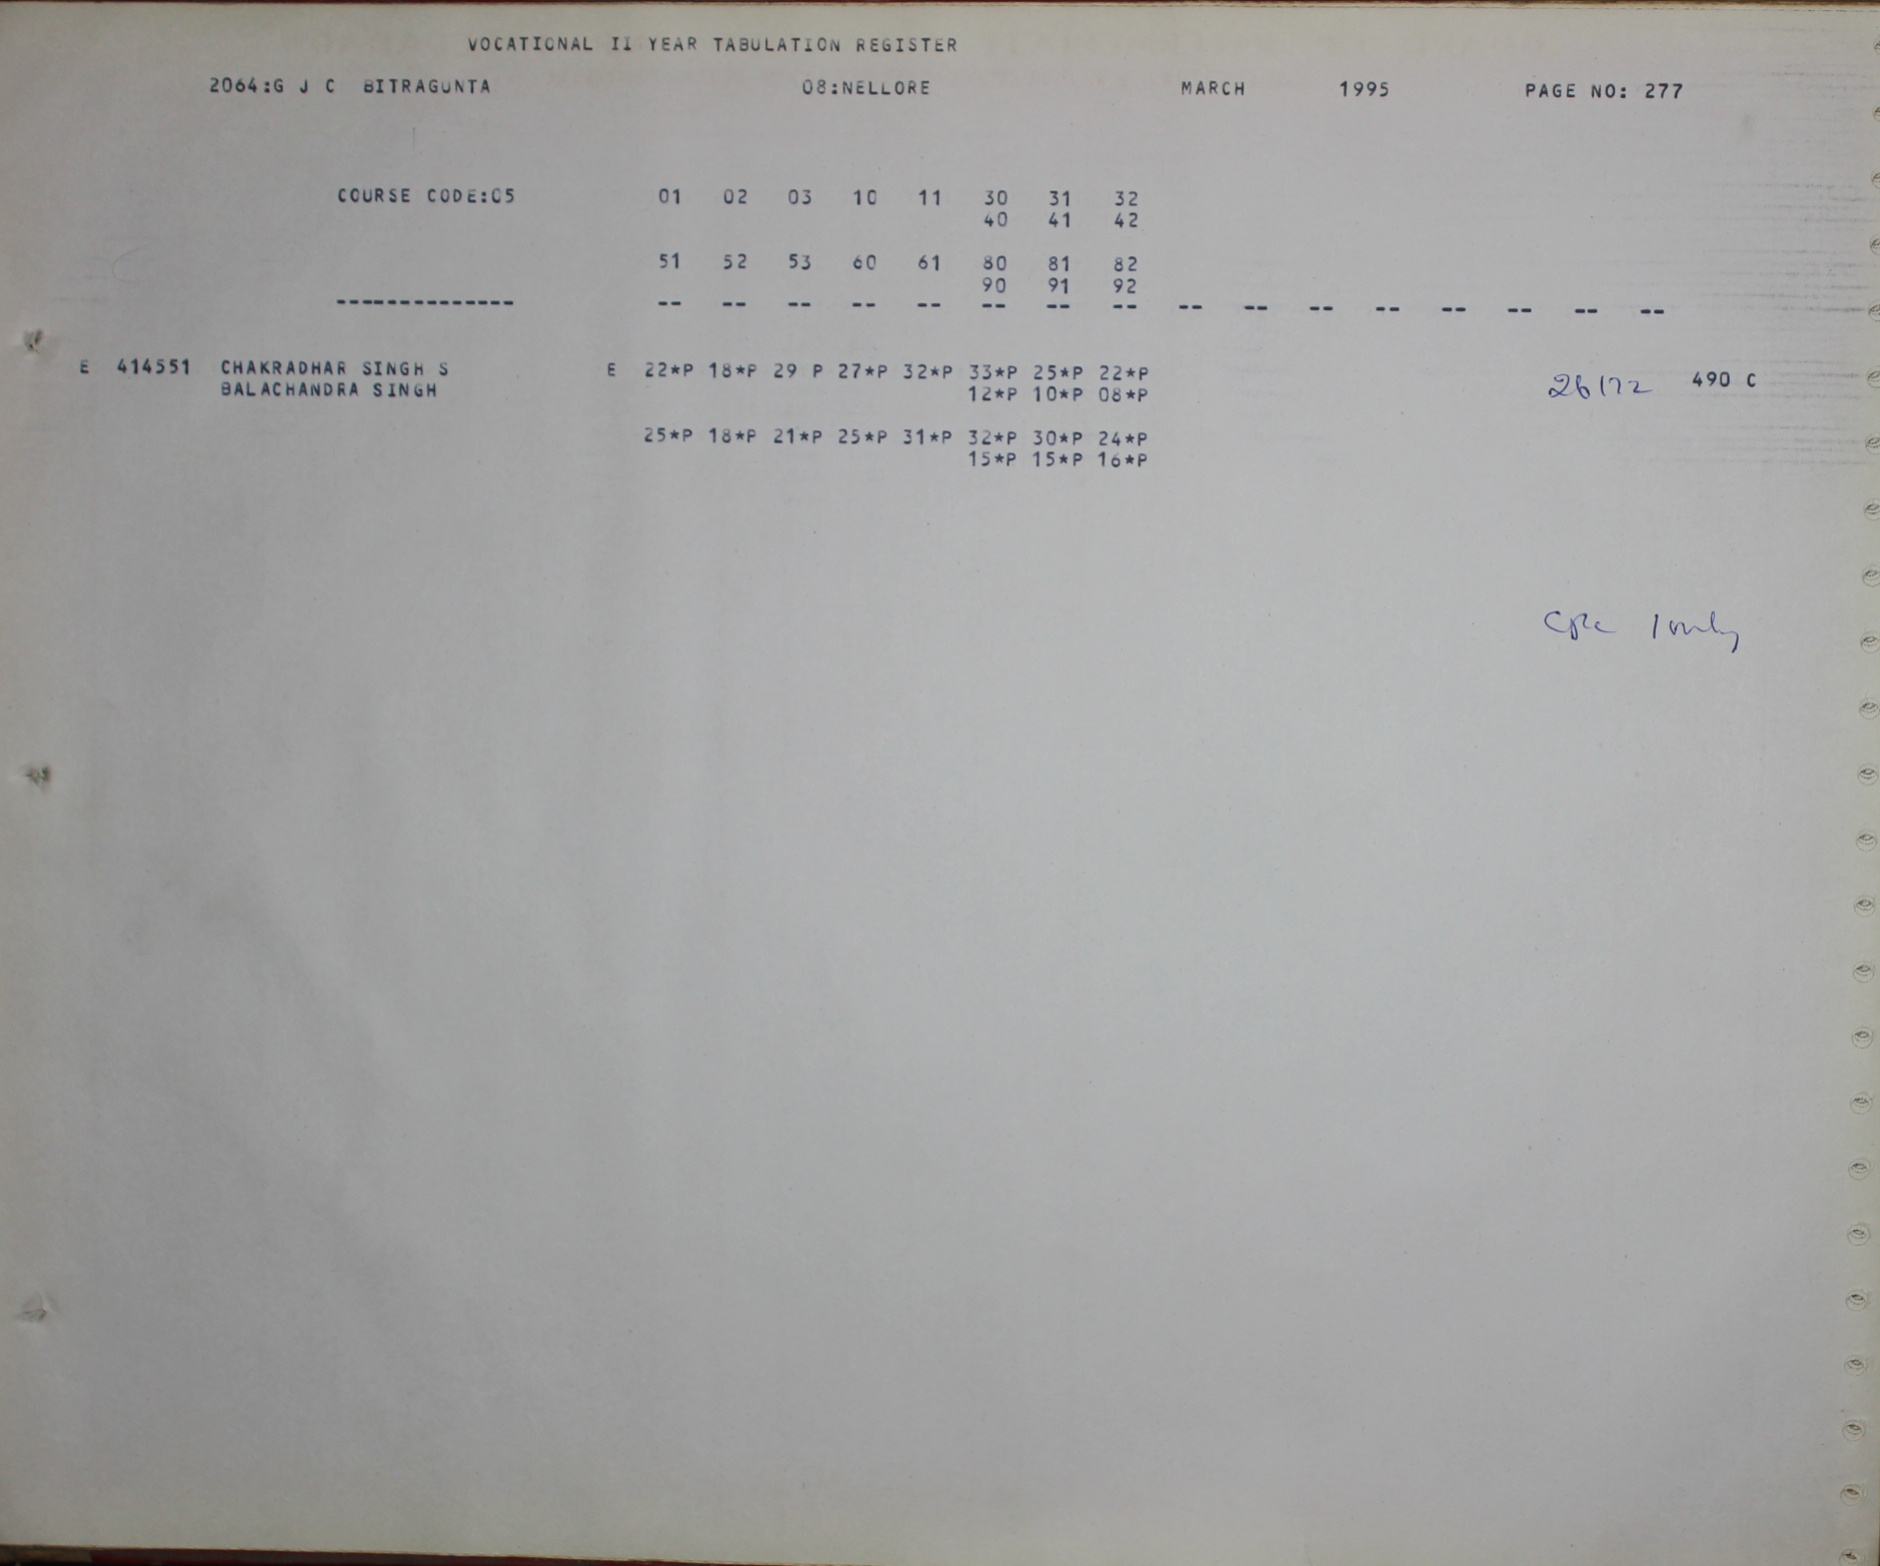 VOCATIONAL II YEAR TABULATION REGISTER
2064:G J C BITRAGUNTA 08:NELLORE MARCH 1995 PAGE NO: 277
COURSE CODE:05 01 02 03 10 11 30 31 32
40 41 42
51 52 53 60 61 80 81 82
90 91 92
-------------- -- -- -- -- -- -- -- -- -- -- -- -- -- -- -- --
E 414551 CHAKRADHAR SINGH S E 22*P 18*P 29 P 27*P 32*P 33*P 25*P 22*P 490 C
BALACHANDRA SINGH 12*P 10*P 08*P
25*P 18*P 21*P 25*P 31*P 32*P 30*P 24*P
15*P 15*P 16*P
1 only